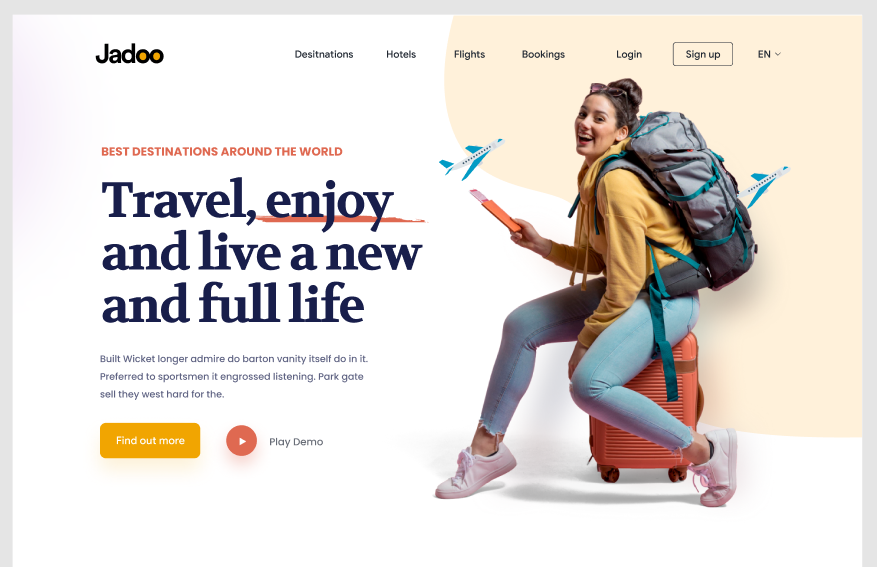 Jadoo
Desitnations Hotels Flights Bookings Login Sign up EN
BEST DESTINATIONS AROUND THE WORLD
Travel, enjoy
and live a new
and full life
Built Wicket longer admire do barton vanity itself do in it.
Preferred to sportsmen it engrossed listening. Park gate
sell they west hard for the.
Find out more Play Demo